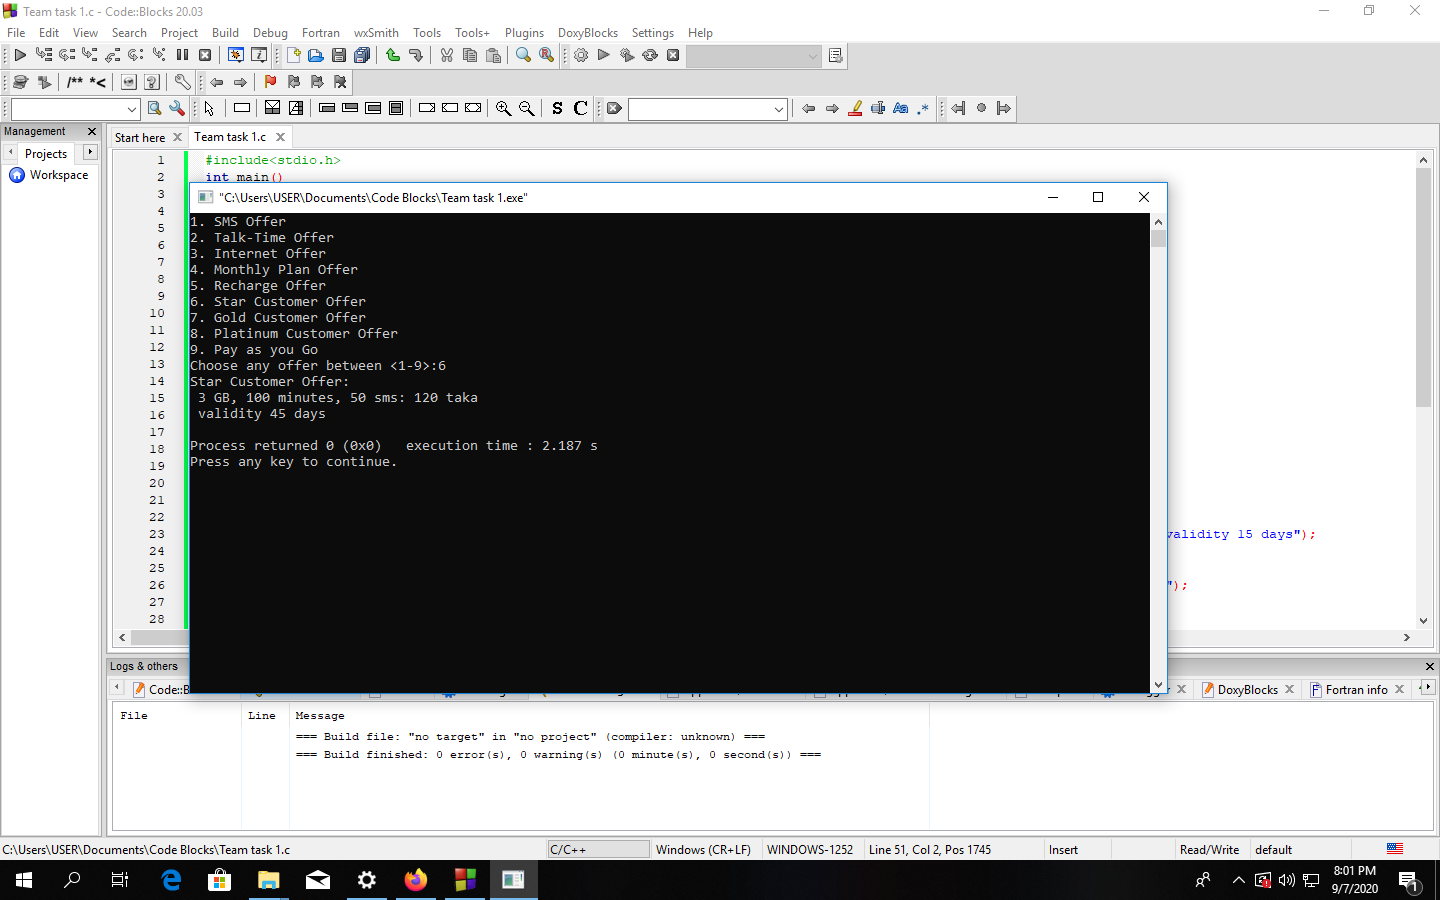 Team task 1.c - Code::Blocks 20.03
File Edit View Search Project Build Debug Fortran wxSmith Tools Tools+ Plugins DoxyBlocks Settings Help
/** *<
S C
Aa .*
Management
Projects
Workspace
Start here
Team task 1.c
1 #include<stdio.h>
2 int main()
3
4
5
6
7
8
9
10
11
12
13
14
15
16
17
18
19
20
21
22
23 validity 15 days");
24
25
26 ");
27
28
"C:\Users\USER\Documents\Code Blocks\Team task 1.exe"
1. SMS Offer
2. Talk-Time Offer
3. Internet Offer
4. Monthly Plan Offer
5. Recharge Offer
6. Star Customer Offer
7. Gold Customer Offer
8. Platinum Customer Offer
9. Pay as you Go
Choose any offer between <1-9>:6
Star Customer Offer:
3 GB, 100 minutes, 50 sms: 120 taka
validity 45 days
Process returned 0 (0x0) execution time : 2.187 s
Press any key to continue.
Logs & others
Code::B
DoxyBlocks
Fortran info
File Line Message
=== Build file: "no target" in "no project" (compiler: unknown) ===
=== Build finished: 0 error(s), 0 warning(s) (0 minute(s), 0 second(s)) ===
C:\Users\USER\Documents\Code Blocks\Team task 1.c C/C++ Windows (CR+LF) WINDOWS-1252 Line 51, Col 2, Pos 1745 Insert Read/Write default
8:01 PM
9/7/2020
1